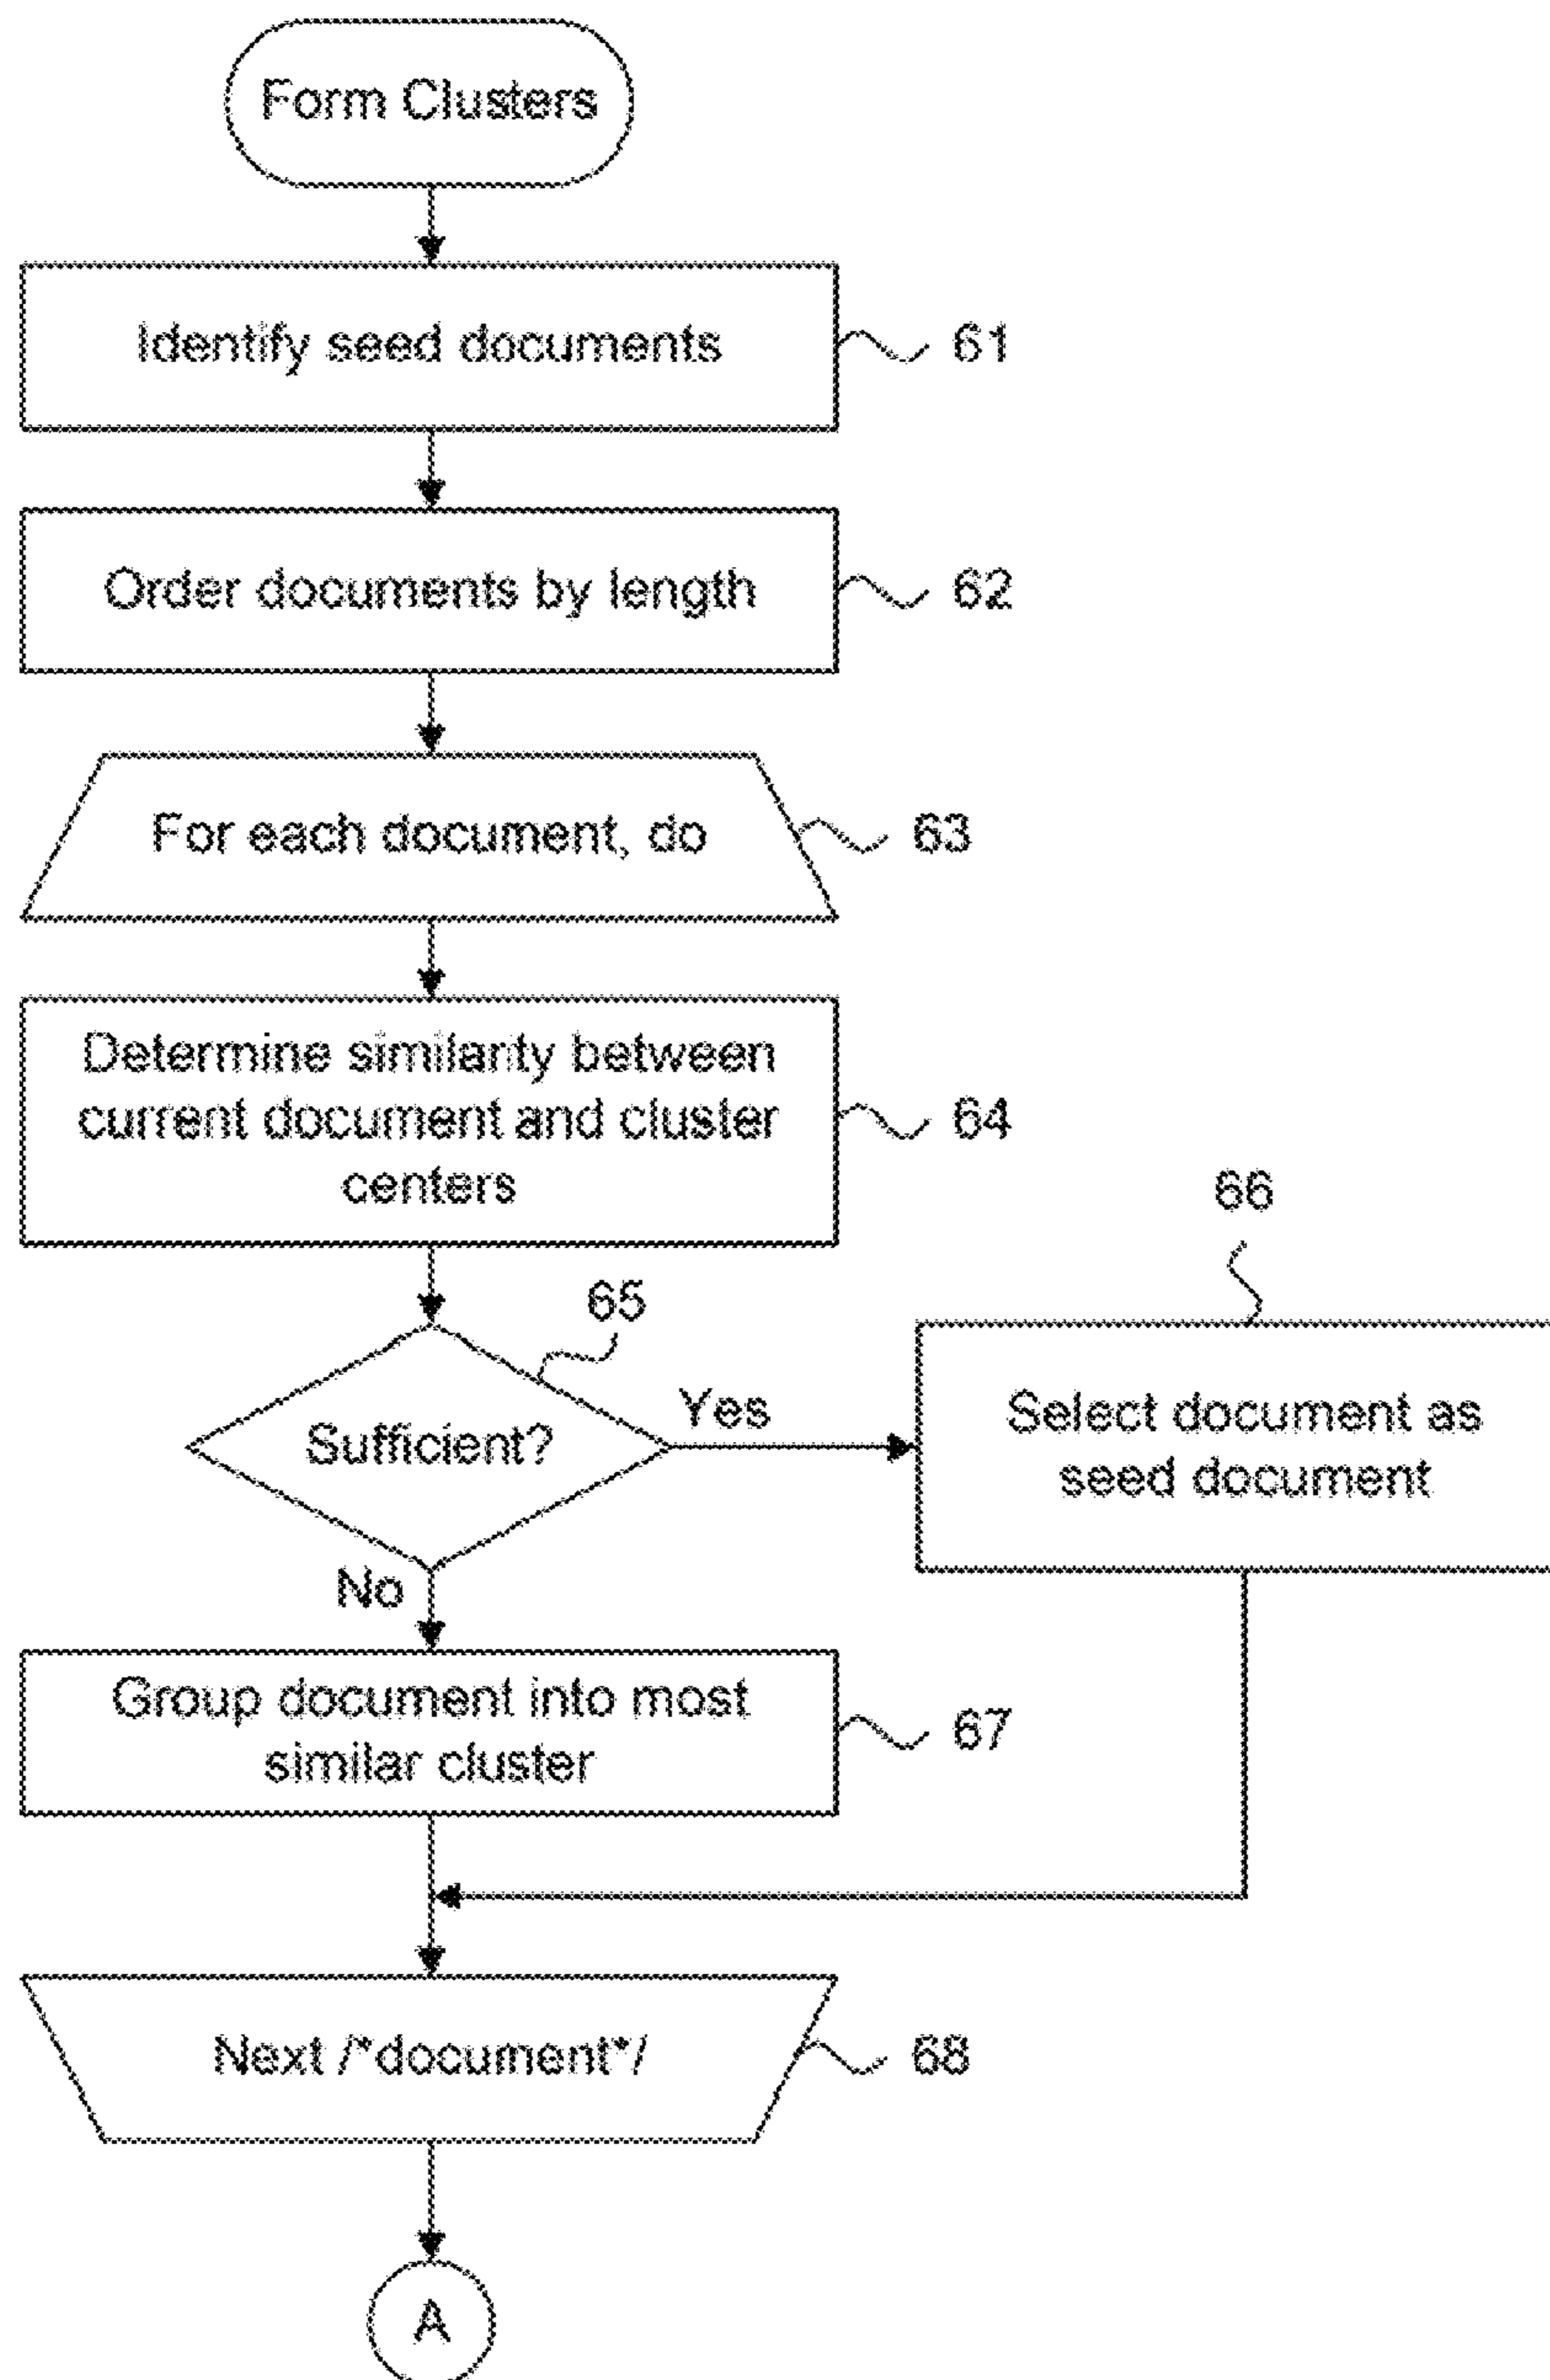 Form Clusters
Identify seed documents
61
Order documents by length
62
For each document, do
63
Determine similarity between
current document and cluster
centers
64
65
66
Sufficient?
Yes
Select document as
seed document
No
Group document into most
similar cluster
67
Next /*document*/
68
A